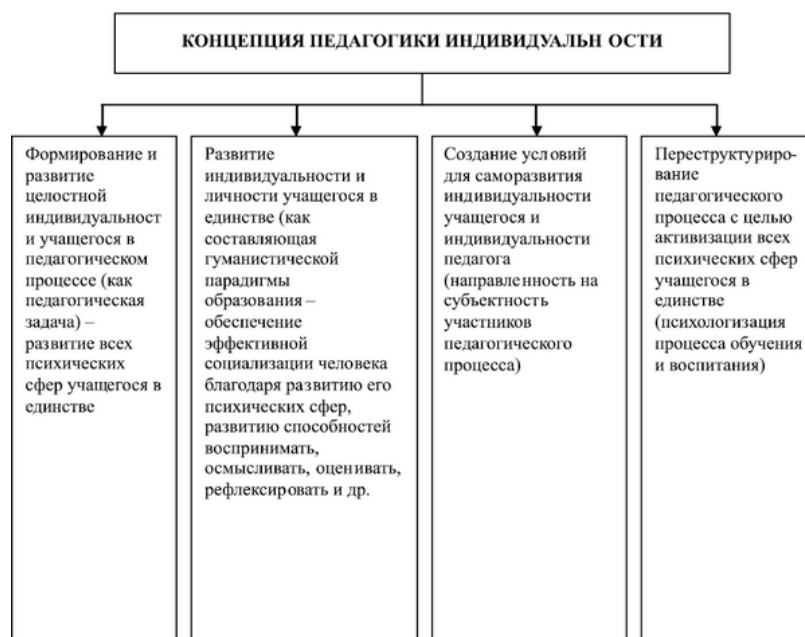 КОНЦЕПЦИЯ ПЕДАГОГИКИ ИНДИВИДУАЛЬН ОСТИ
Формирование и
развитие
целостной
индивидуальност
и учащегося в
педагогическом
процессе (как
педагогическая
задача) –
развитие всех
психических
сфер учащегося в
единстве
Развитие
индивидуальности и
личности учащегося в
единстве (как
составляющая
гуманистической
парадигмы
образования –
обеспечение
эффективной
социализации человека
благодаря развитию его
психических сфер,
развитию способностей
воспринимать,
осмысливать, оценивать,
рефлексировать и др.
Создание условий
для саморазвития
индивидуальности
учащегося и
индивидуальности
педагога
(направленность на
субъектность
участников
педагогического
процесса)
Переструктуриро-
вание
педагогического
процесса с целью
активизации всех
психических сфер
учащегося в
единстве
(психологизация
процесса обучения
и воспитания)